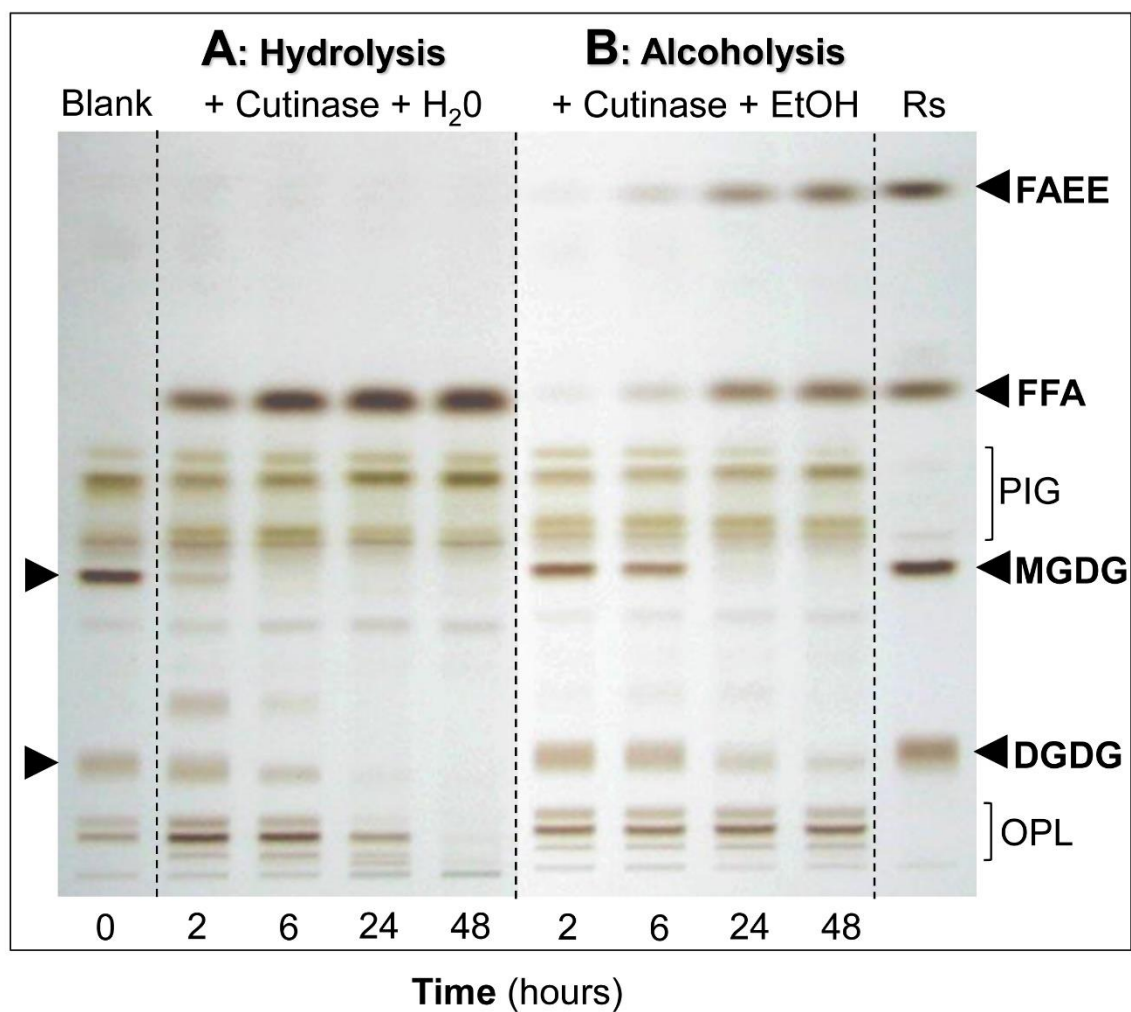 A: Hydrolysis
B: Alcoholysis
Blank
+ Cutinase + H₂0
+ Cutinase + EtOH
Rs
FAEE
FFA
PIG
MGDG
DGDG
OPL
0 2 6 24 48 2 6 24 48
Time (hours)